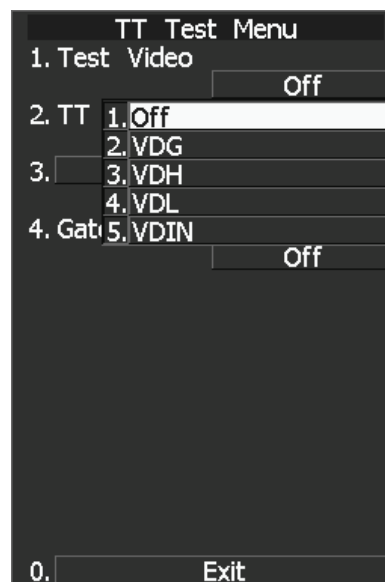 TT Test Menu
1. Test Video
Off
2. TT
1. Off
2. VDG
3.
3. VDH
4. VDL
4. Gat
5. VDIN
Off
0. Exit